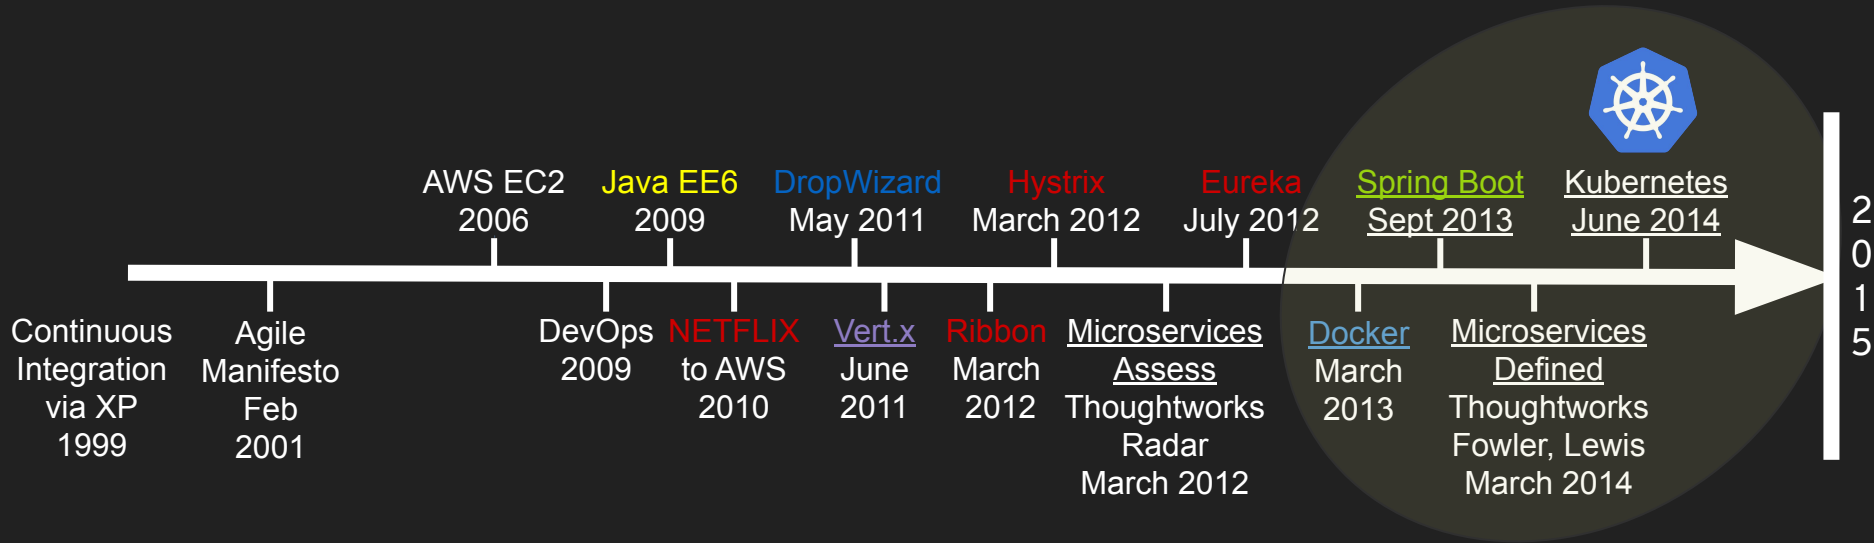 AWS EC2
2006
Java EE6
2009
DropWizard
May 2011
Hystrix
March 2012
Eureka
July 2012
Spring Boot
Sept 2013
Kubernetes
June 2014
Continuous
Integration
via XP
1999
Agile
Manifesto
Feb
2001
DevOps
2009
NETFLIX
to AWS
2010
Vert.x
June
2011
Ribbon
March
2012
Microservices
Assess
Thoughtworks
Radar
March 2012
Docker
March
2013
Microservices
Defined
Thoughtworks
Fowler, Lewis
March 2014
2
0
1
5